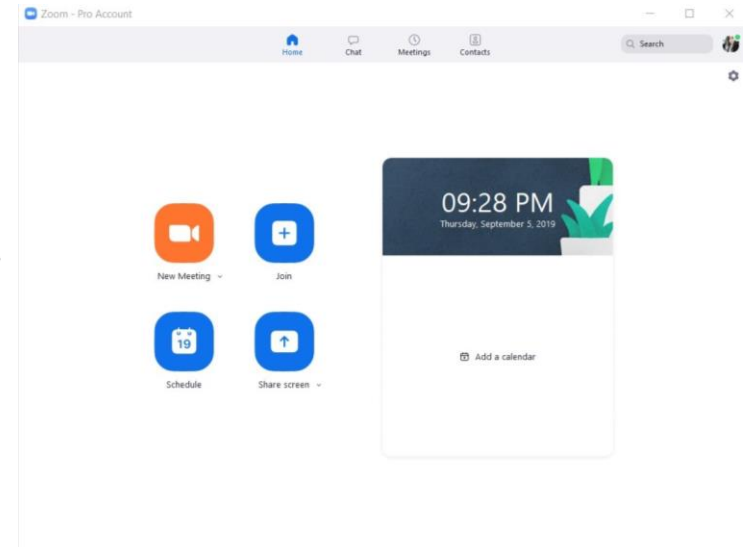 Zoom - Pro Account
Home Chat Meetings Contacts
Search
09:28 PM
Thursday, September 5, 2019
New Meeting Join
19
Schedule Share screen
Add a calendar